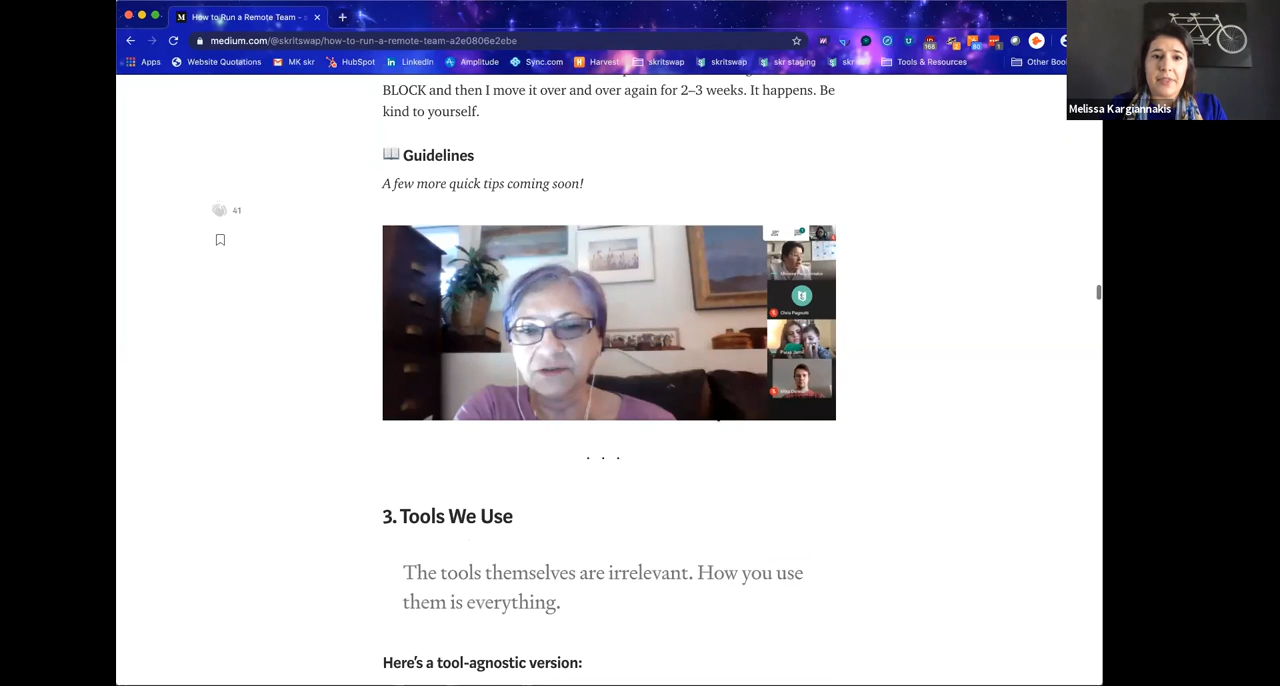 How to Run a Remote Team -
medium.com/@skritswap/how-to-run-a-remote-team-a2e0806e2ebe
Apps Website Quotations MK skr HubSpot LinkedIn Amplitude Sync.com Harvest skritswap skritswap skr staging skr Tools & Resources Other Boo
Melissa Kargiannakis
BLOCK and then I move it over and over again for 2–3 weeks. It happens. Be
kind to yourself.
📖 Guidelines
A few more quick tips coming soon!
41
Chris Pagnutti
. . .
3. Tools We Use
The tools themselves are irrelevant. How you use
them is everything.
Here's a tool-agnostic version: